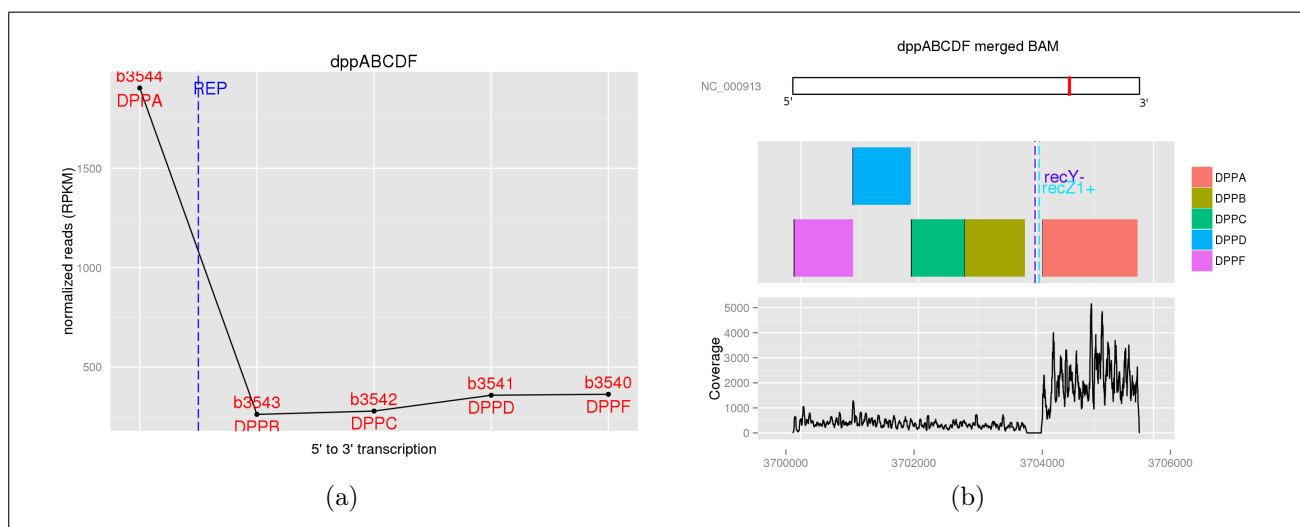 dppABCDF
b3544
DPPA
REP
1500
1000
500
normalized reads (RPKM)
b3543
DPPB
b3542
DPPC
b3541
DPPD
b3540
DPPF
5' to 3' transcription
(a)
dppABCDF merged BAM
NC_000913
5'
3'
recY-
recZ1+
DPPA
DPPB
DPPC
DPPD
DPPF
Coverage
5000
4000
3000
2000
1000
0
3700000
3702000
3704000
3706000
(b)